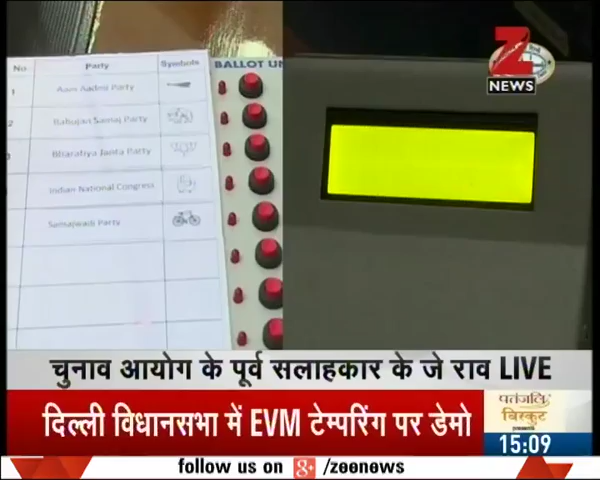 No. Party Symbols
BALLOT UN
1 Aam Aadmi Party
2 Bahujan Samaj Party
3 Bharatiya Janta Party
Indian National Congress
Samajwadi Party
Z
NEWS
चुनाव आयोग के पूर्व सलाहकार के जे राव LIVE
दिल्ली विधानसभा में EVM टेम्परिंग पर डेमो
पतंजलि
बिस्कुट
15:09
follow us on g+ /zeenews